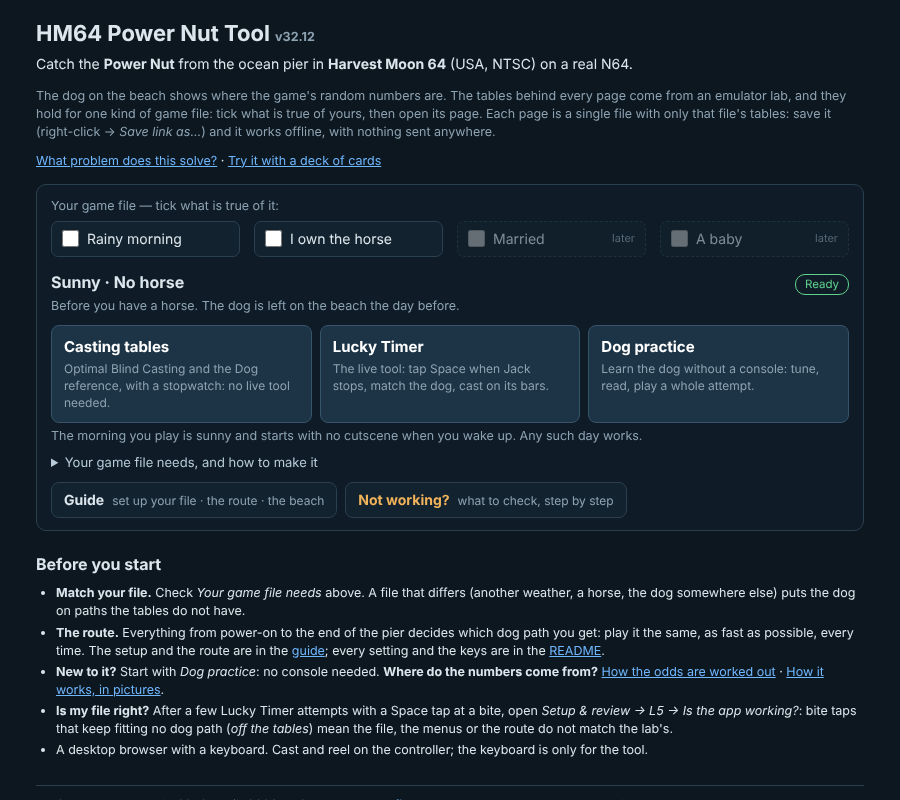 HM64 Power Nut Tool v32.12
Catch the Power Nut from the ocean pier in Harvest Moon 64 (USA, NTSC) on a real N64.
The dog on the beach shows where the game's random numbers are. The tables behind every page come from an emulator lab, and they
hold for one kind of game file: tick what is true of yours, then open its page. Each page is a single file with only that file's tables: save it
(right-click → Save link as...) and it works offline, with nothing sent anywhere.
What problem does this solve? · Try it with a deck of cards
Your game file — tick what is true of it:
Rainy morning
I own the horse
Married later
A baby later
Sunny · No horse
Ready
Before you have a horse. The dog is left on the beach the day before.
Casting tables
Optimal Blind Casting and the Dog
reference, with a stopwatch: no live tool
needed.
Lucky Timer
The live tool: tap Space when Jack
stops, match the dog, cast on its bars.
Dog practice
Learn the dog without a console: tune,
read, play a whole attempt.
The morning you play is sunny and starts with no cutscene when you wake up. Any such day works.
▶ Your game file needs, and how to make it
Guide set up your file · the route · the beach
Not working? what to check, step by step
Before you start
• Match your file. Check Your game file needs above. A file that differs (another weather, a horse, the dog somewhere else) puts the dog
on paths the tables do not have.
• The route. Everything from power-on to the end of the pier decides which dog path you get: play it the same, as fast as possible, every
time. The setup and the route are in the guide; every setting and the keys are in the README.
• New to it? Start with Dog practice: no console needed. Where do the numbers come from? How the odds are worked out · How it
works, in pictures.
• Is my file right? After a few Lucky Timer attempts with a Space tap at a bite, open Setup & review → L5 → Is the app working?: bite taps
that keep fitting no dog path (off the tables) mean the file, the menus or the route do not match the lab's.
• A desktop browser with a keyboard. Cast and reel on the controller; the keyboard is only for the tool.